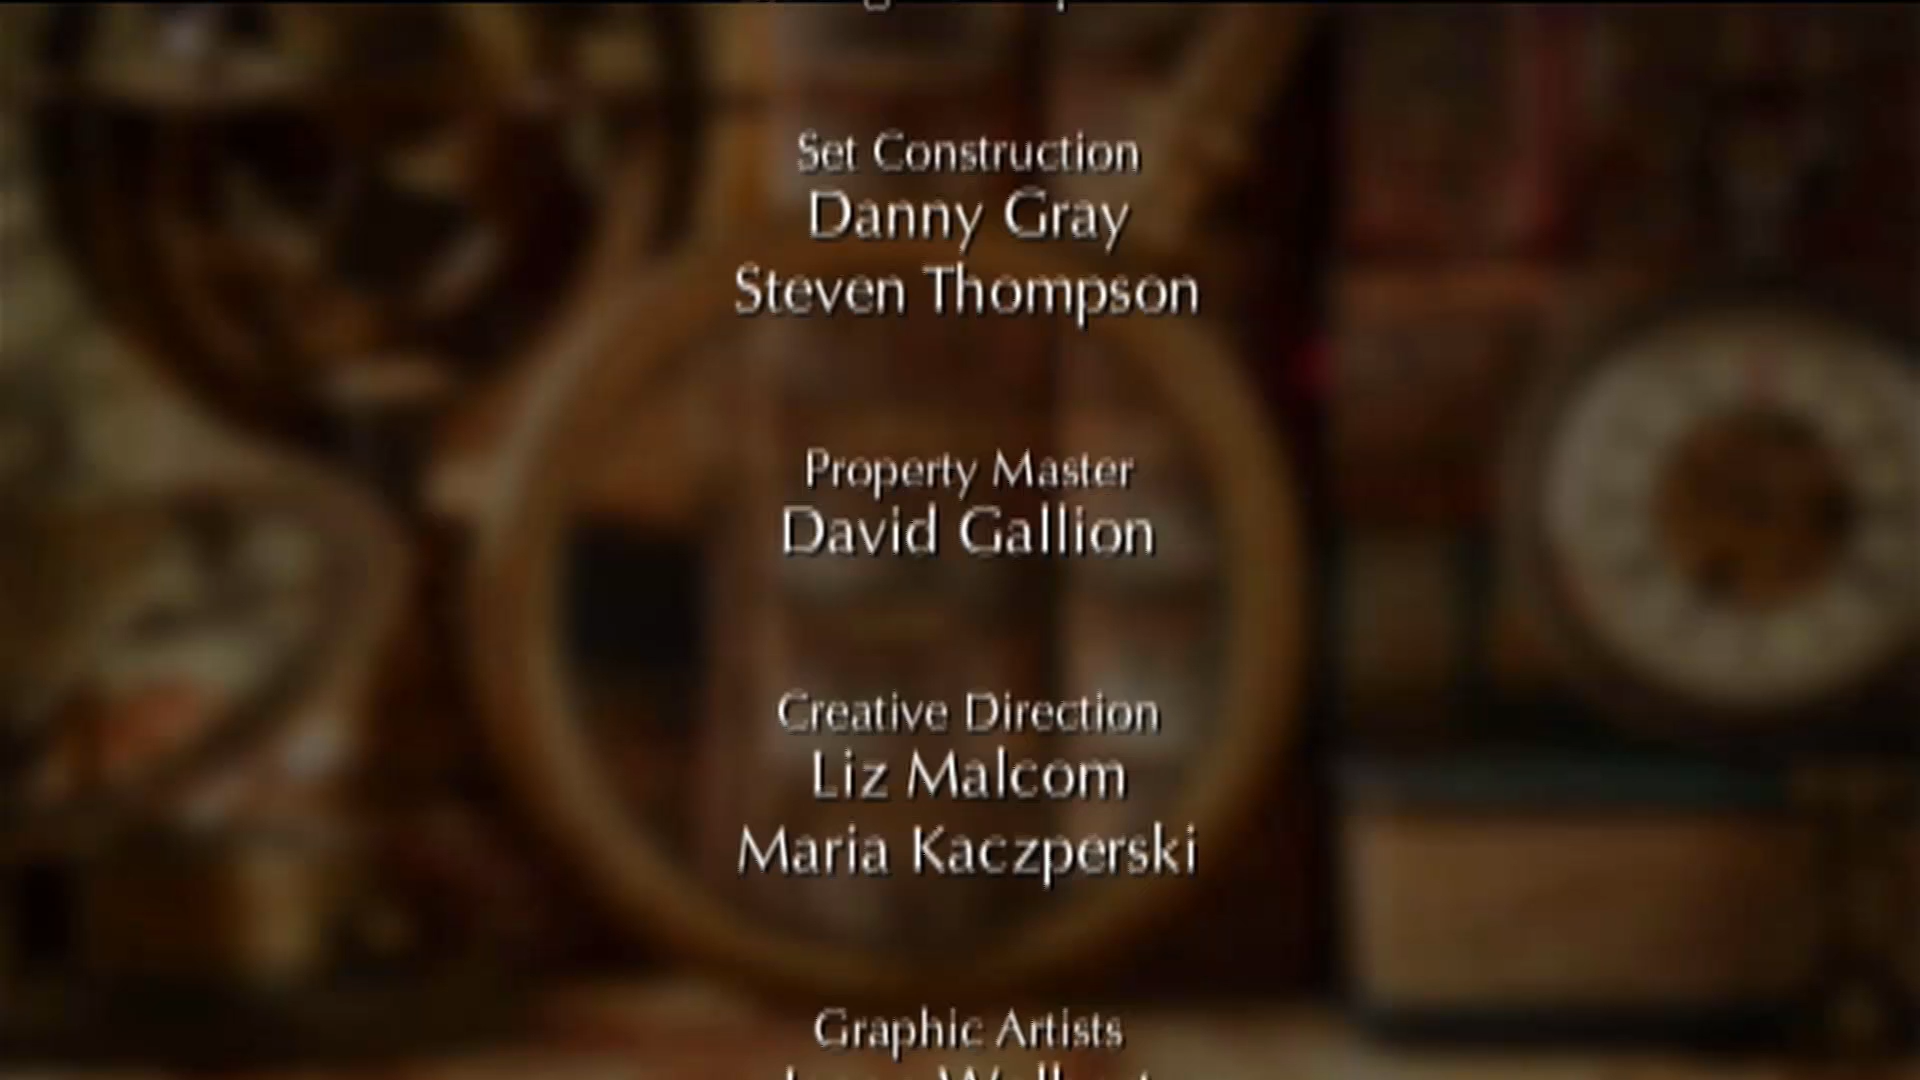 Set Construction
Danny Gray
Steven Thompson
Property Master
David Gallion
Creative Direction
Liz Malcom
Maria Kaczperski
Graphic Artists